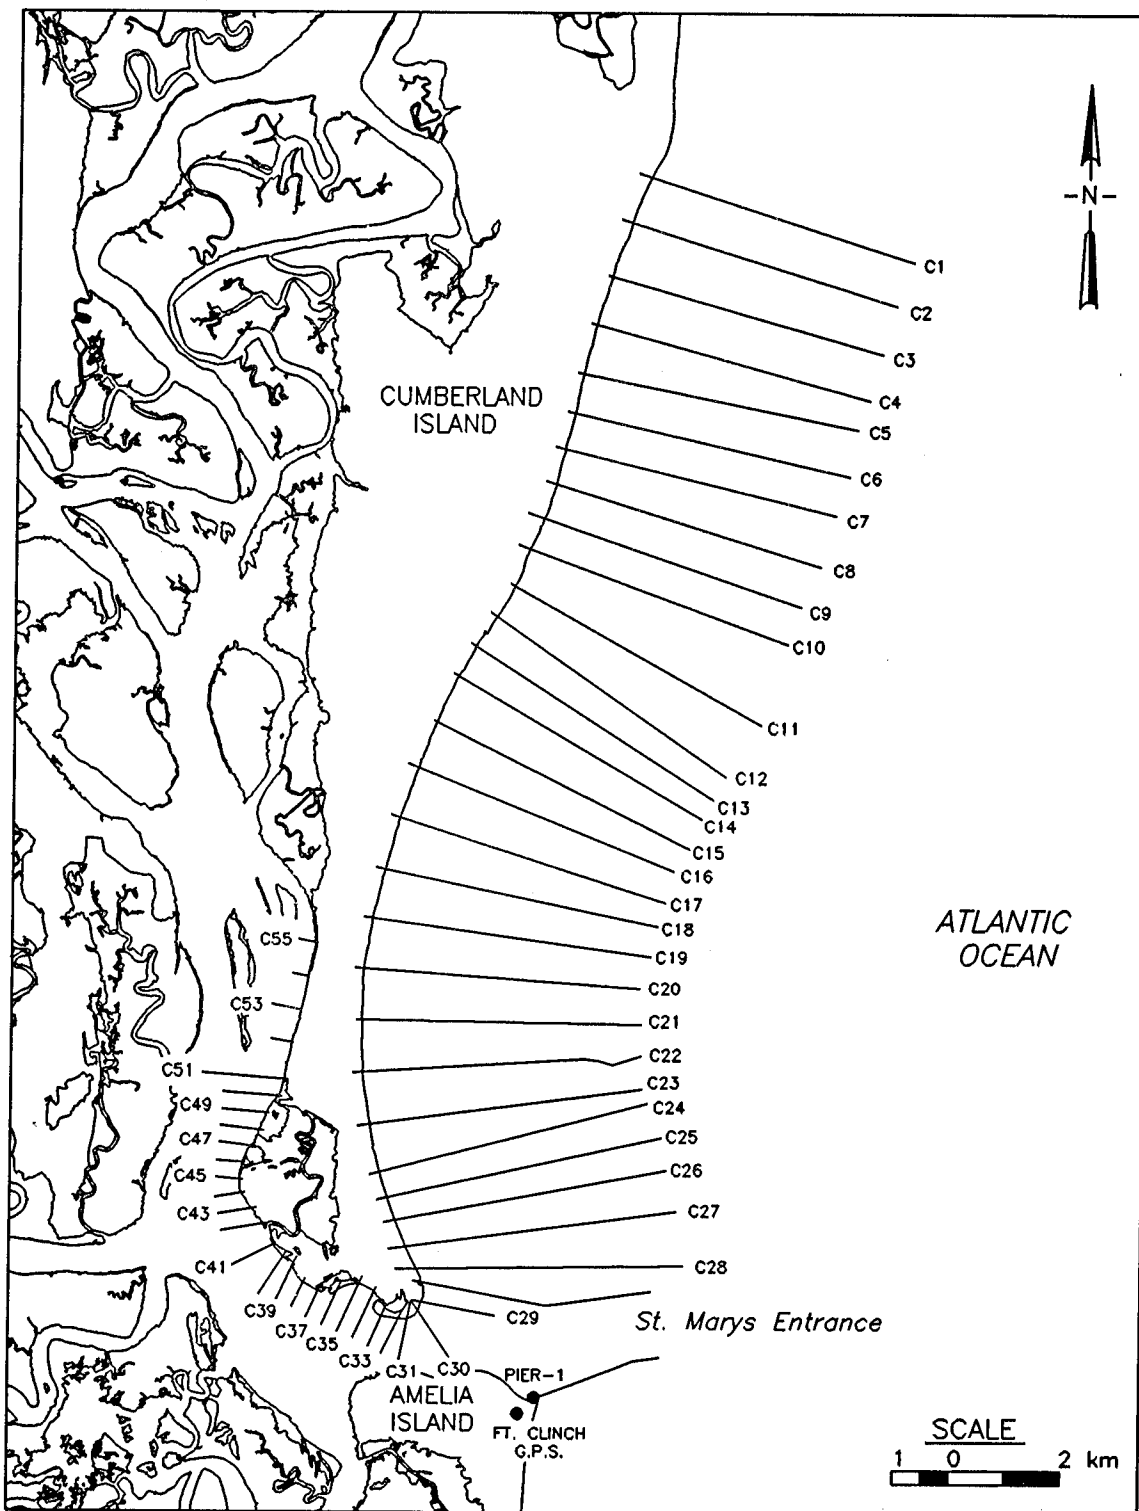 -N-
C1
C2
C3
CUMBERLAND
ISLAND
C4
C5
C6
C7
C8
C9
C10
C11
C12
C13
C14
C15
C16
C17
C18
C55
ATLANTIC
OCEAN
C19
C20
C53
C21
C22
C51
C23
C49
C24
C47
C25
C45
C26
C43
C27
C41
C28
C39
C29
St. Marys Entrance
C37
C35
C33
C31
C30
PIER-1
AMELIA
ISLAND
FT. CLINCH
G.P.S.
SCALE
1 0 2 km